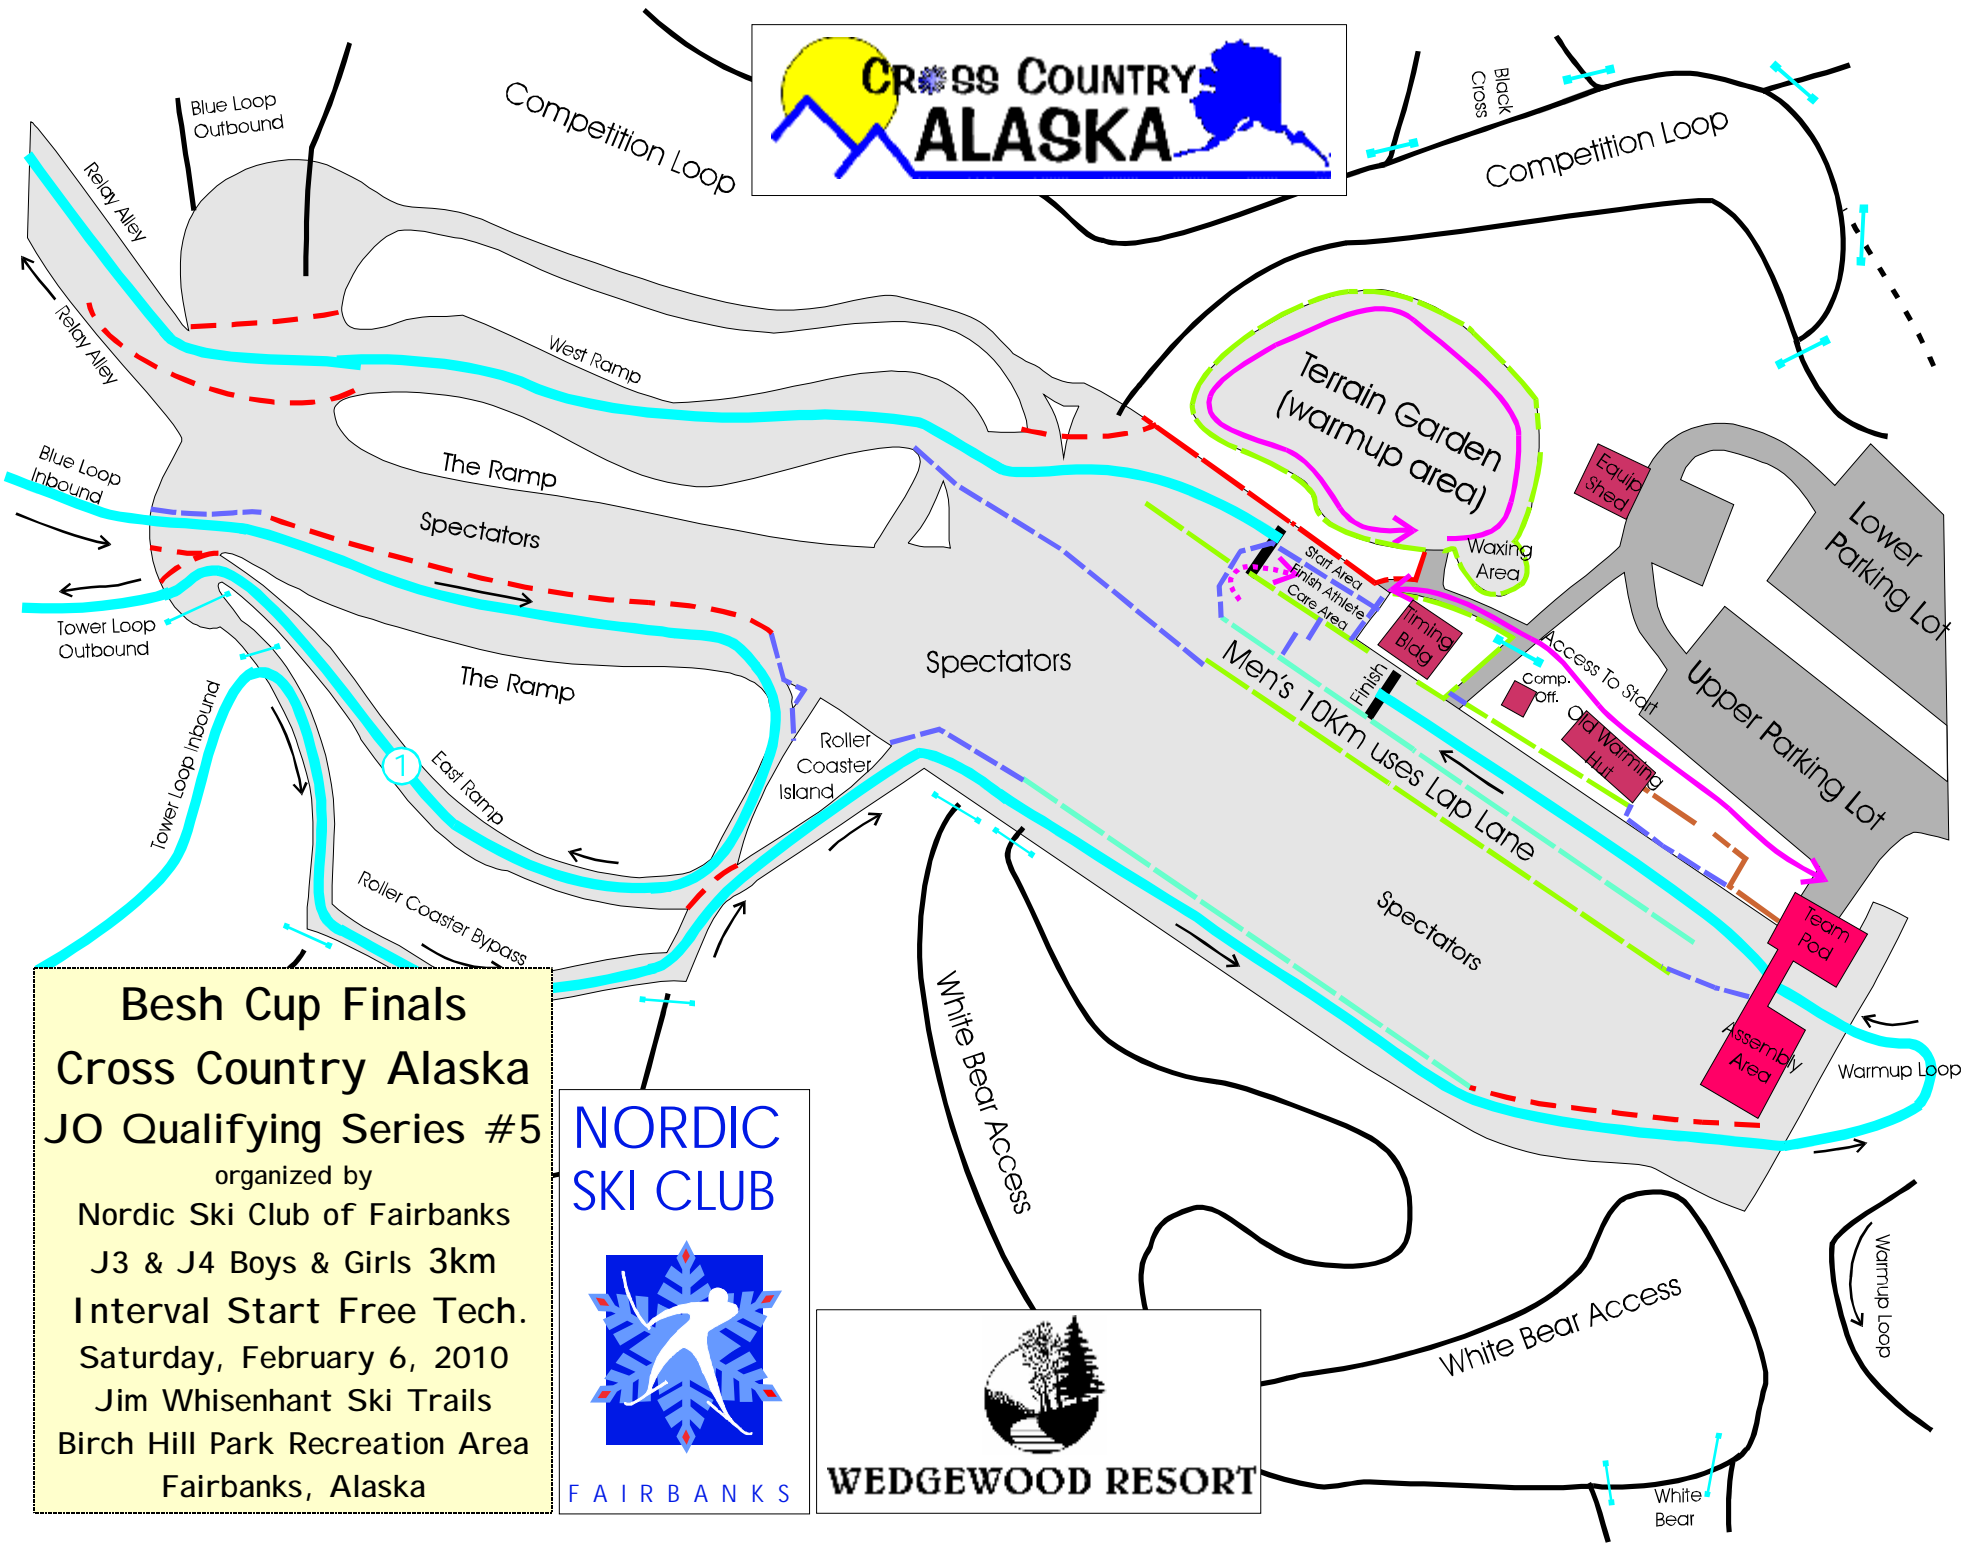 CROSS COUNTRY
ALASKA
Blue Loop
Outbound
Competition Loop
Black
Cross
Competition Loop
Relay Alley
Relay Alley
West Ramp
Terrain Garden
(warmup area)
Equip
Shed
Lower
Parking Lot
Blue Loop
Inbound
The Ramp
Spectators
Waxing
Area
Start Area
Finish Athlete
Care Area
Timing
Bldg
Access To Start
Tower Loop
Outbound
The Ramp
Spectators
Men's 10Km uses Lap Lane
Finish
Comp.
Off.
Old Warming
Hut
Upper Parking Lot
Tower Loop Inbound
1
East Ramp
Roller
Coaster
Island
Roller Coaster Bypass
Spectators
Team
Pod
Assembly
Area
Warmup Loop
White Bear Access
Besh Cup Finals
Cross Country Alaska
JO Qualifying Series #5
organized by
Nordic Ski Club of Fairbanks
J3 & J4 Boys & Girls 3km
Interval Start Free Tech.
Saturday, February 6, 2010
Jim Whisenhant Ski Trails
Birch Hill Park Recreation Area
Fairbanks, Alaska
NORDIC
SKI CLUB
FAIRBANKS
WEDGEWOOD RESORT
White Bear Access
Warmup Loop
White
Bear